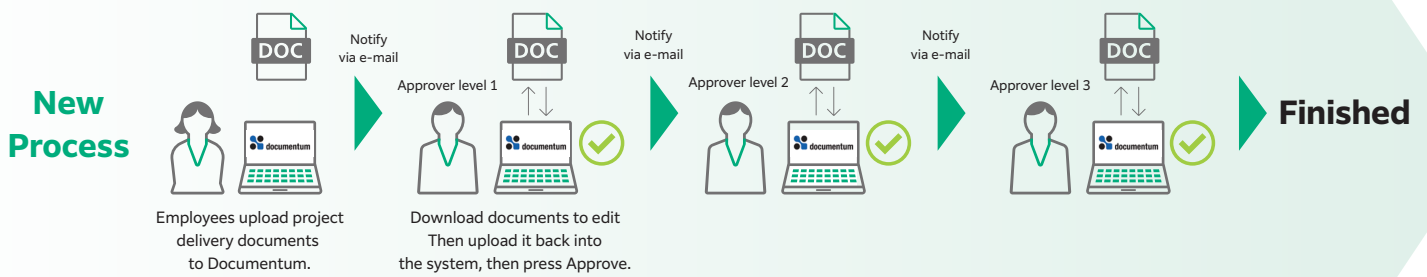 New
Process
DOC
documentum
Employees upload project
delivery documents
to Documentum.
Notify
via e-mail
Approver level 1
DOC
documentum
Download documents to edit
Then upload it back into
the system, then press Approve.
Notify
via e-mail
Approver level 2
DOC
documentum
Notify
via e-mail
Approver level 3
DOC
documentum
Finished